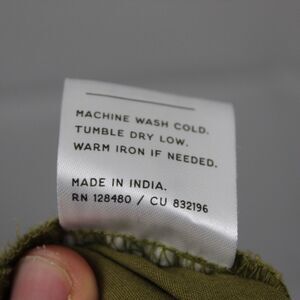 MACHINE WASH COLD.
TUMBLE DRY LOW.
WARM IRON IF NEEDED.
MADE IN INDIA.
RN 128480 / CU 832196